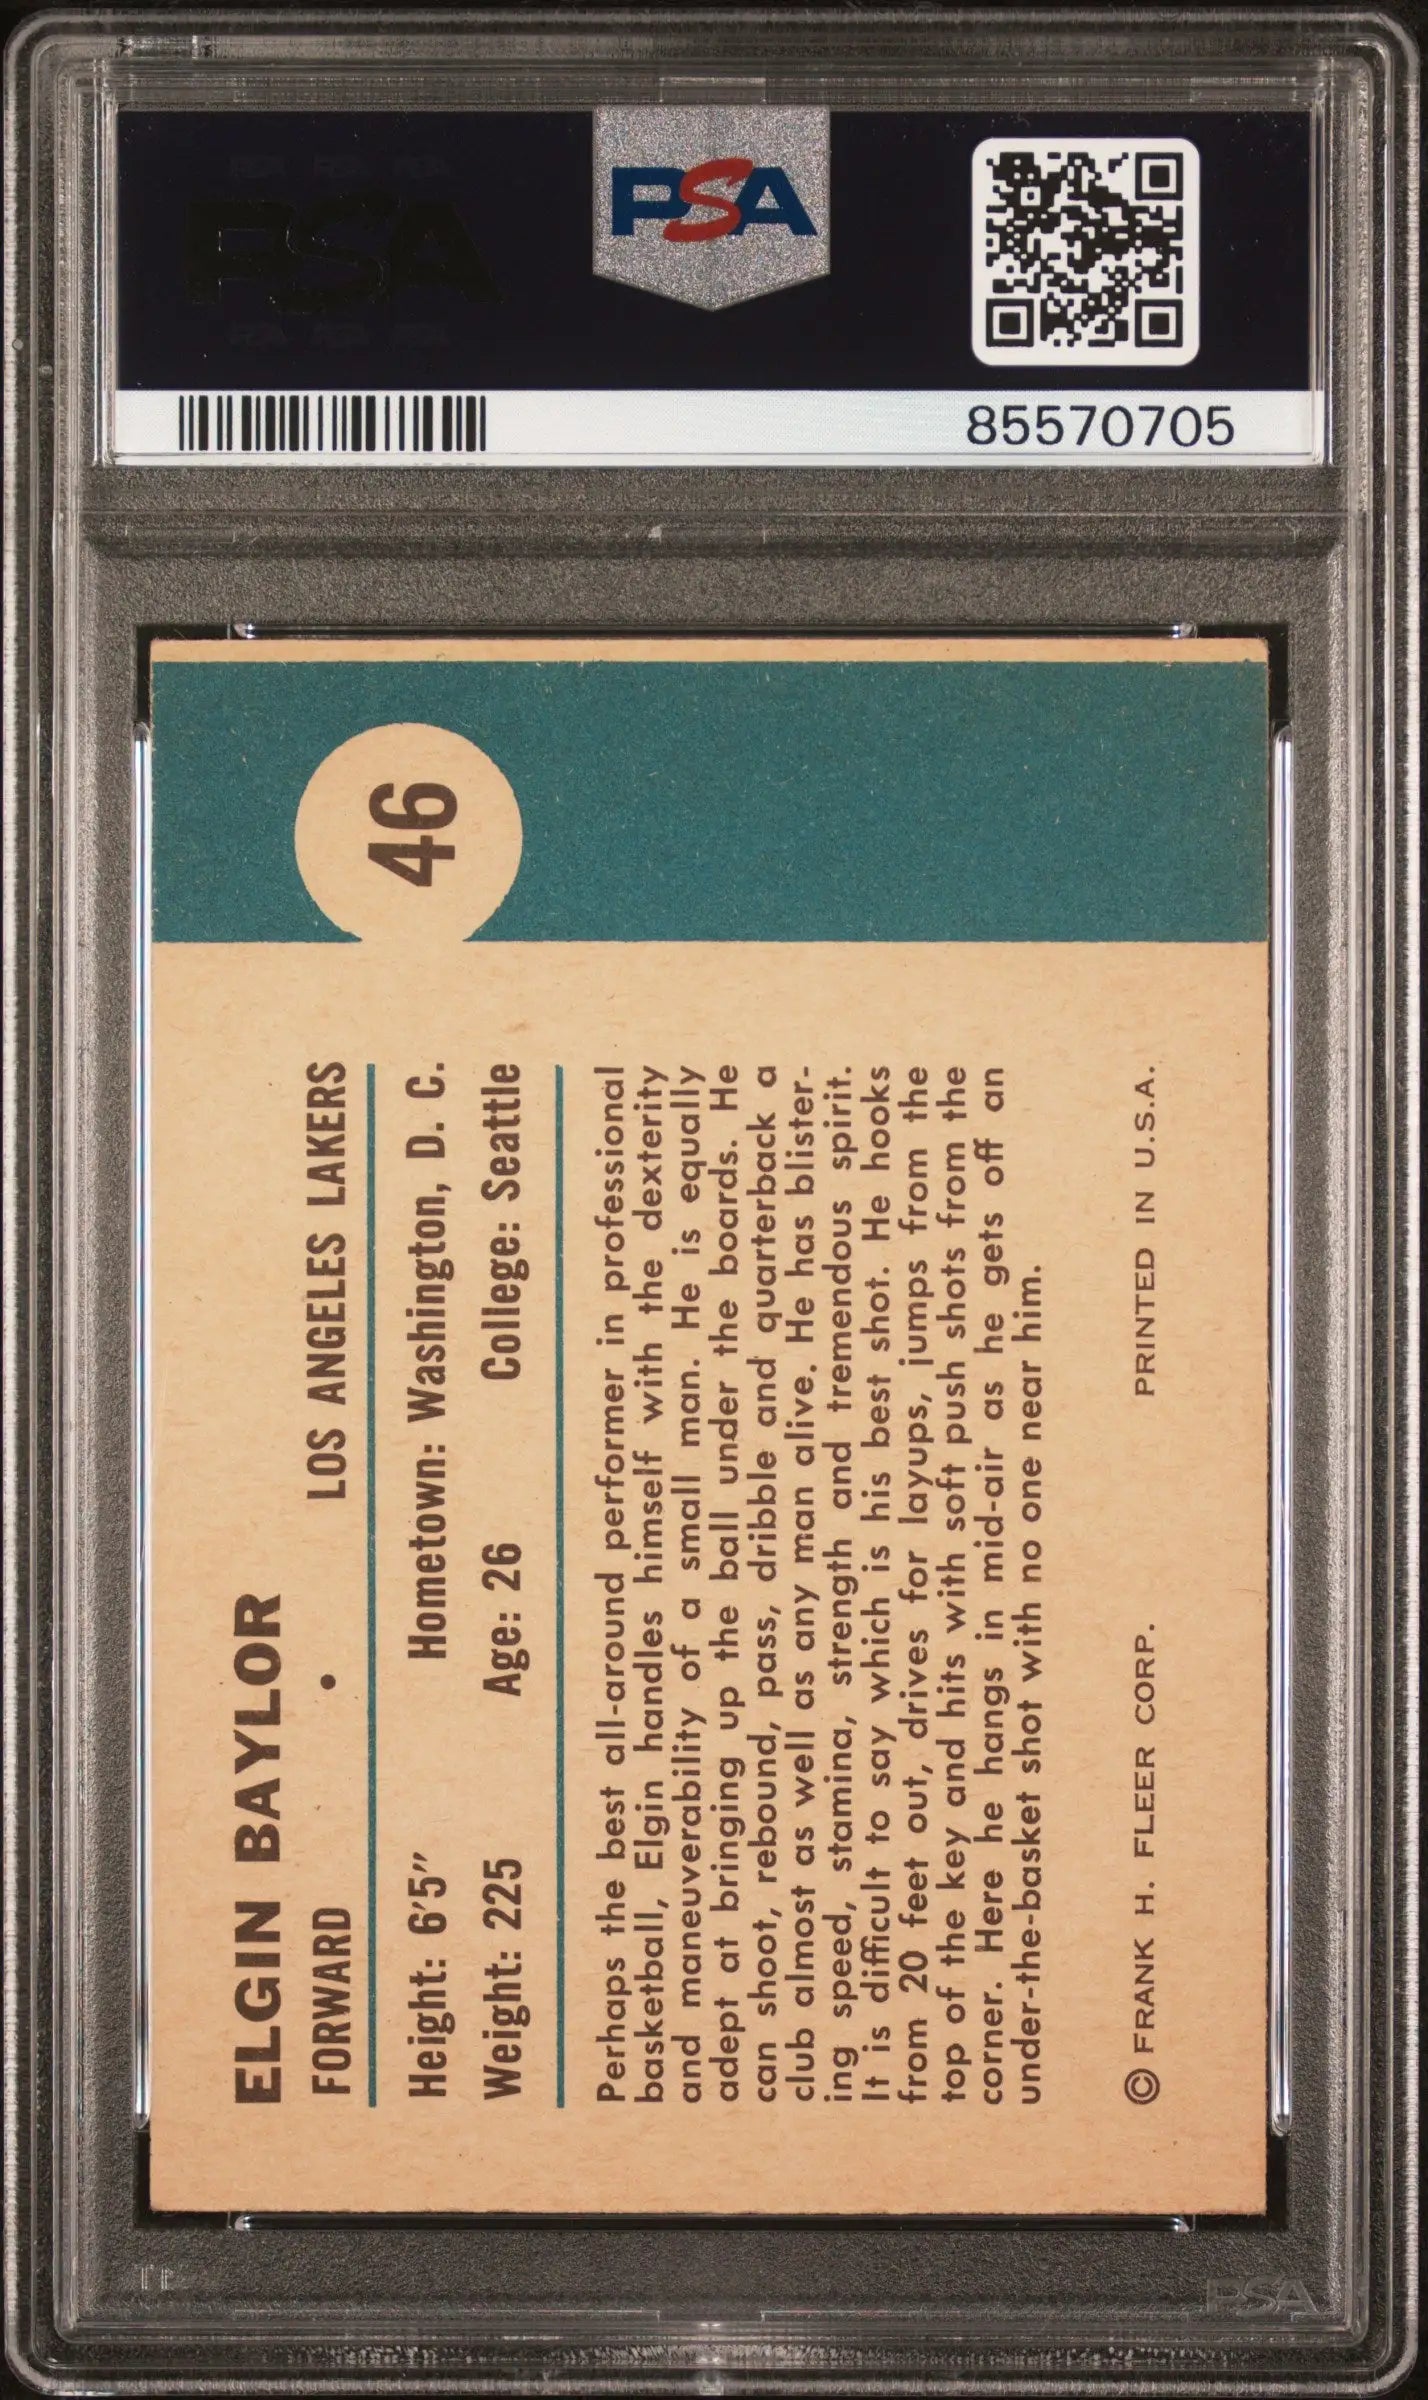 PSA
PSA
85570705
46
ELGIN BAYLOR
FORWARD • LOS ANGELES LAKERS
Height: 6'5" Hometown: Washington, D. C.
Weight: 225 Age: 26 College: Seattle
Perhaps the best all-around performer in professional
basketball, Elgin handles himself with the dexterity
and maneuverability of a small man. He is equally
adept at bringing up the ball under the boards. He
can shoot, rebound, pass, dribble and quarterback a
club almost as well as any man alive. He has blister-
ing speed, stamina, strength and tremendous spirit.
It is difficult to say which is his best shot. He hooks
from 20 feet out, drives for layups, jumps from the
top of the key and hits with soft push shots from the
corner. Here he hangs in mid-air as he gets off an
under-the-basket shot with no one near him.
© FRANK H. FLEER CORP. PRINTED IN U.S.A.
PSA